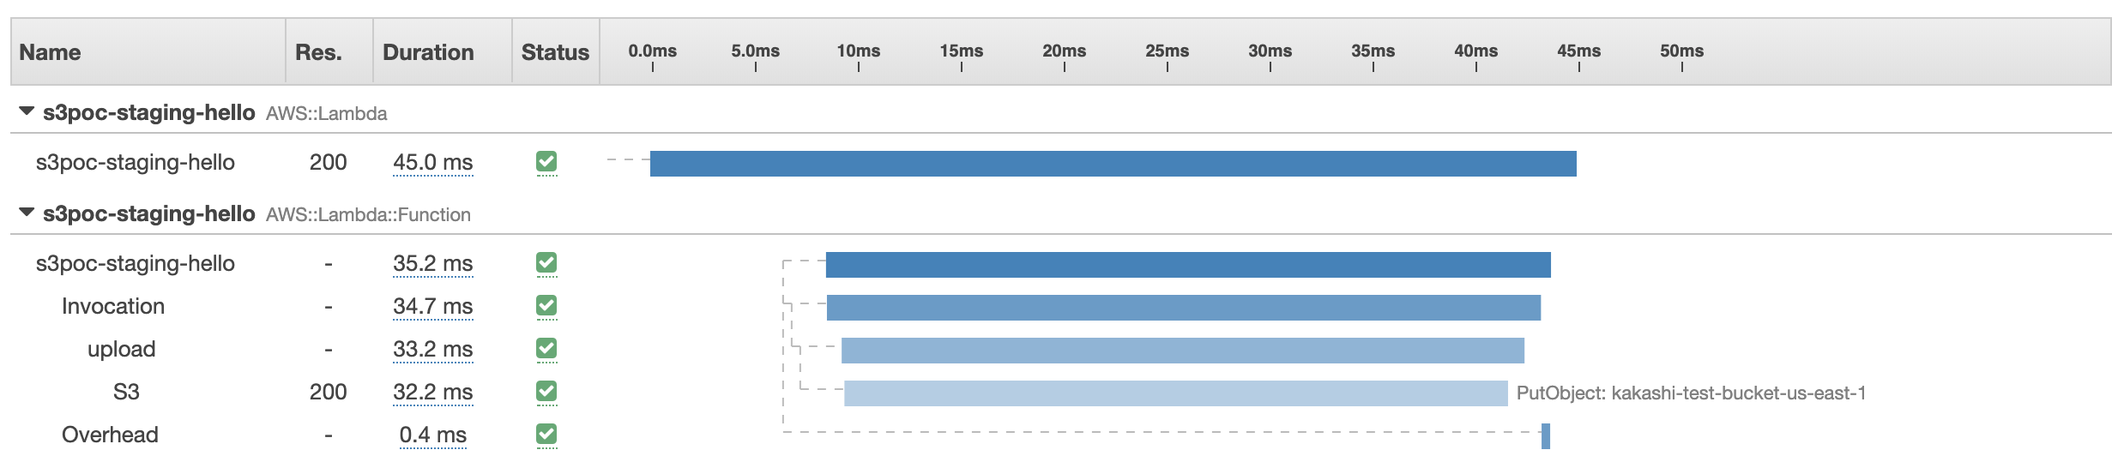 Name Res. Duration Status 0.0ms 5.0ms 10ms 15ms 20ms 25ms 30ms 35ms 40ms 45ms 50ms
s3poc-staging-hello AWS::Lambda
s3poc-staging-hello 200 45.0 ms
s3poc-staging-hello AWS::Lambda::Function
s3poc-staging-hello - 35.2 ms
Invocation - 34.7 ms
upload - 33.2 ms
S3 200 32.2 ms PutObject: kakashi-test-bucket-us-east-1
Overhead - 0.4 ms